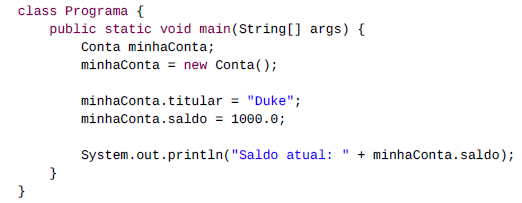 class Programa {
    public static void main(String[] args) {
        Conta minhaConta;
        minhaConta = new Conta();

        minhaConta.titular = "Duke";
        minhaConta.saldo = 1000.0;

        System.out.println("Saldo atual: " + minhaConta.saldo);
    }
}